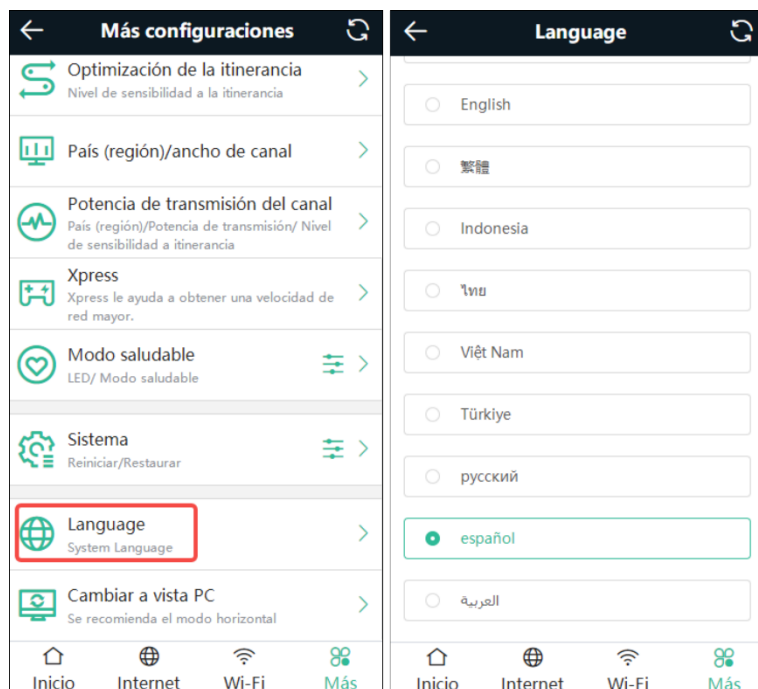 Más configuraciones
Optimización de la itinerancia
Nivel de sensibilidad a la itinerancia
País (región)/ancho de canal
Potencia de transmisión del canal
País (región)/Potencia de transmisión/ Nivel
de sensibilidad a itinerancia
Xpress
Xpress le ayuda a obtener una velocidad de
red mayor.
Modo saludable
LED/ Modo saludable
Sistema
Reiniciar/Restaurar
Language
System Language
Cambiar a vista PC
Se recomienda el modo horizontal
Inicio Internet Wi-Fi Más
Language
English
繁體
Indonesia
ไทย
Việt Nam
Türkiye
русский
español
العربية
Inicio Internet Wi-Fi Más